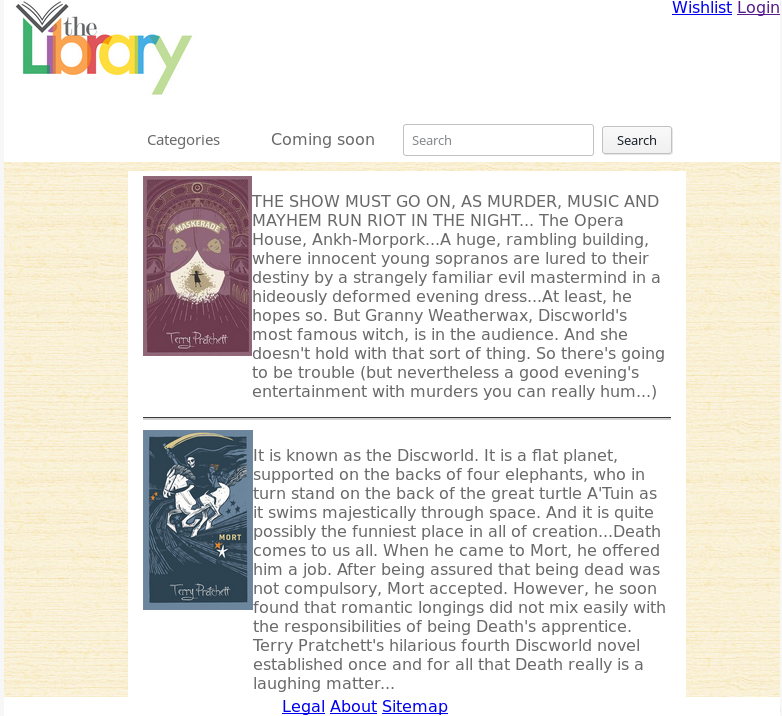 Wishlist Login
the
Library
Categories
Coming soon
Search
Search
MASKERADE
Terry Pratchett
THE SHOW MUST GO ON, AS MURDER, MUSIC AND
MAYHEM RUN RIOT IN THE NIGHT... The Opera
House, Ankh-Morpork...A huge, rambling building,
where innocent young sopranos are lured to their
destiny by a strangely familiar evil mastermind in a
hideously deformed evening dress...At least, he
hopes so. But Granny Weatherwax, Discworld's
most famous witch, is in the audience. And she
doesn't hold with that sort of thing. So there's going
to be trouble (but nevertheless a good evening's
entertainment with murders you can really hum...)
MORT
Terry Pratchett
It is known as the Discworld. It is a flat planet,
supported on the backs of four elephants, who in
turn stand on the back of the great turtle A'Tuin as
it swims majestically through space. And it is quite
possibly the funniest place in all of creation...Death
comes to us all. When he came to Mort, he offered
him a job. After being assured that being dead was
not compulsory, Mort accepted. However, he soon
found that romantic longings did not mix easily with
the responsibilities of being Death's apprentice.
Terry Pratchett's hilarious fourth Discworld novel
established once and for all that Death really is a
laughing matter...
Legal About Sitemap